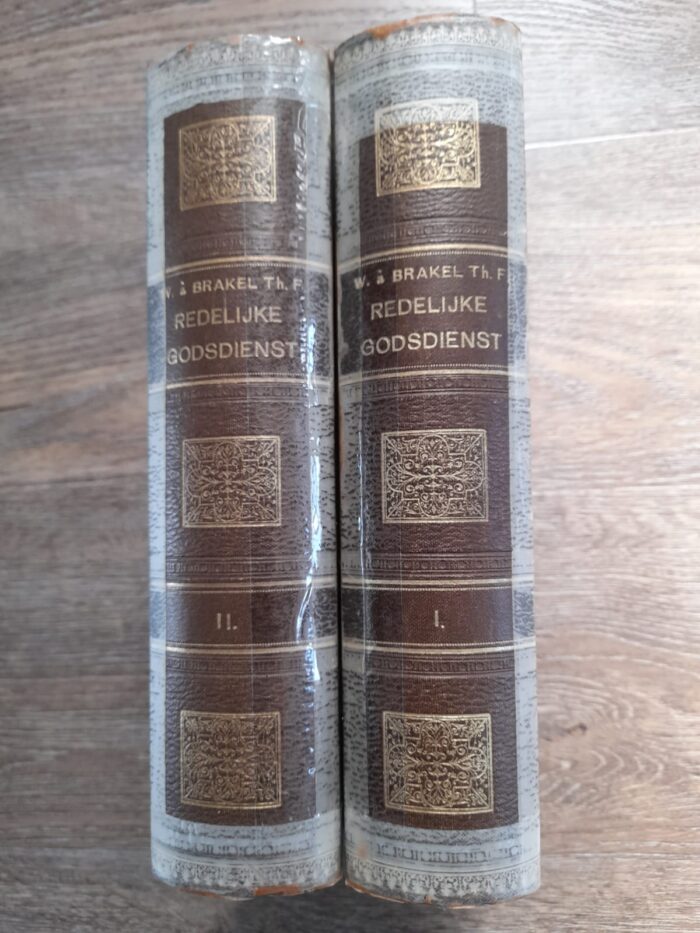 W. à BRAKEL Th. F
REDELIJKE
GODSDIENST
II.
W. à BRAKEL Th. F.
REDELIJKE
GODSDIENST
I.